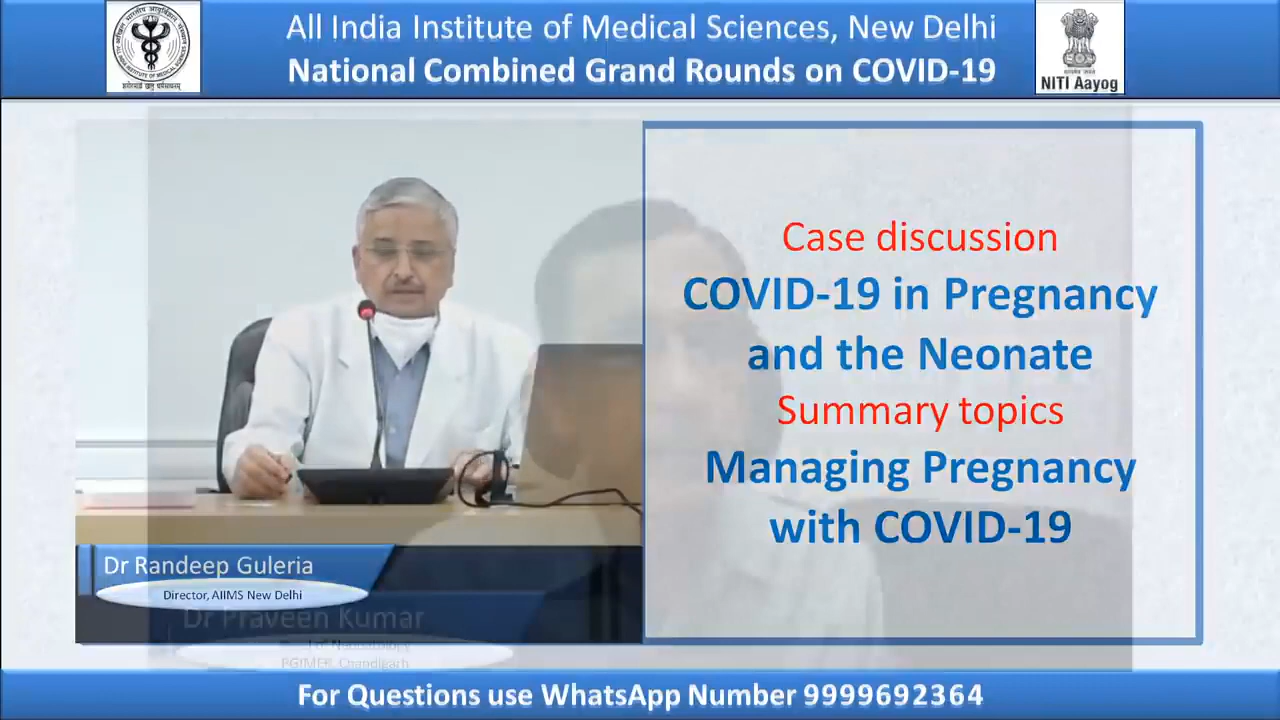 All India Institute of Medical Sciences, New Delhi
National Combined Grand Rounds on COVID-19
NITI Aayog
Case discussion
COVID-19 in Pregnancy
and the Neonate
Summary topics
Managing Pregnancy
with COVID-19
Dr Randeep Guleria
Director, AIIMS New Delhi
Dr Praveen Kumar
PGIMER, Chandigarh
For Questions use WhatsApp Number 9999692364